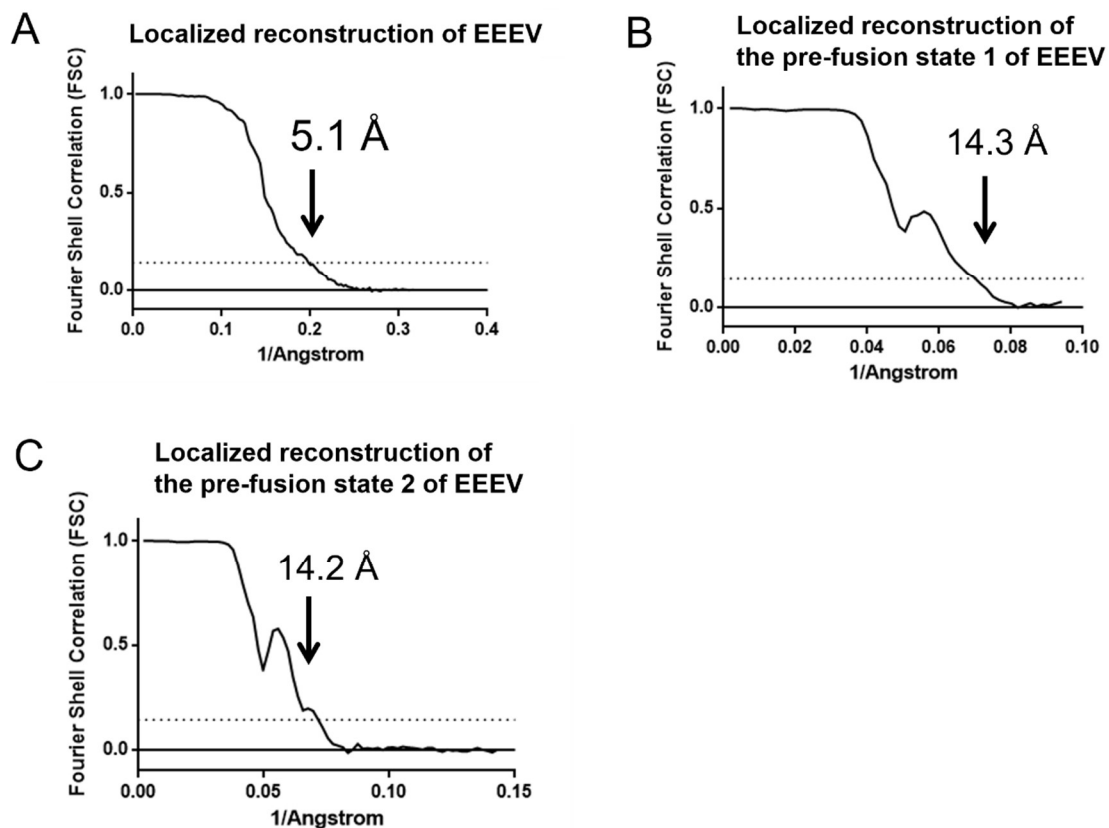 A
Localized reconstruction of EEEV
Fourier Shell Correlation (FSC)
1.0
0.5
0.0
5.1 Å
0.0 0.1 0.2 0.3 0.4
1/Angstrom
B
Localized reconstruction of
the pre-fusion state 1 of EEEV
Fourier Shell Correlation (FSC)
1.0
0.5
0.0
14.3 Å
0.00 0.02 0.04 0.06 0.08 0.10
1/Angstrom
C
Localized reconstruction of
the pre-fusion state 2 of EEEV
Fourier Shell Correlation (FSC)
1.0
0.5
0.0
14.2 Å
0.00 0.05 0.10 0.15
1/Angstrom